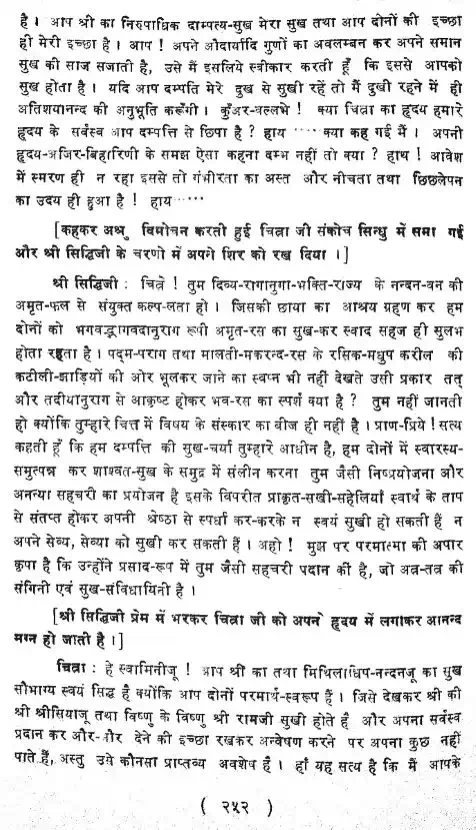 है । आप श्री का निरुपाधिक दाम्पत्य-सुख मेरा सुख तथा आप दोनों की इच्छा
ही मेरी इच्छा है । आप ! अपने औदार्यादि गुणों का अवलम्बन कर अपने समान
सुख की साज सजाती है, उसे मैं इसलिये स्वीकार करती हूँ कि इससे आपको
सुख होता है । यदि आप दम्पति मेरे दुख से सुखी रहें तो मैं दुखी रहने में ही
अतिशयानन्द की अनुभूति करूँगी । कुँअर-वल्लभे ! क्या चित्रा का हृदय हमारे
हृदय के सर्वस्व आप दम्पत्ति से छिपा है ? हाय ····· क्या कह गई मैं । अपनी
हृदय-अजिर-बिहारिणी के समझ ऐसा कहना दम्भ नहीं तो क्या ? हाथ ! आवेश
में स्मरण ही न रहा इससे तो गंभीरता का अस्त और नीचता तथा छिछलेपन
का उदय ही हुआ है ! हाय······
[कहकर अश्रु विमोचन करती हुई चित्रा जी संकोच सिन्धु में समा गई
और श्री सिद्धिजी के चरणो में अपने शिर को रख दिया ।]
श्री सिद्धिजी : चित्रे ! तुम दिव्य-रागानुगा-भक्ति-राज्य के नन्दन-वन की
अमृत-फल से संयुक्त कल्प-लता हो । जिसकी छाया का आश्रय ग्रहण कर हम
दोनों को भगवद्भागवदानुराग रूपी अमृत-रस का सुख-कर स्वाद सहज ही सुलभ
होता रहता है । पद्म-पराग तथा मालती-मकरन्द-रस के रसिक-मधुप करील की
कटीली-झाड़ियों की ओर भूलकर जाने का स्वप्न भी नहीं देखते उसी प्रकार तत्
और तदीयानुराग से आकृष्ट होकर भव-रस का स्पर्श क्या है ? तुम नहीं जानती
हो क्योंकि तुम्हारे चित्त में विषय के संस्कार का बीज ही नहीं है । प्राण-प्रिये ! सत्य
कहती हूँ कि हम दम्पत्ति की सुख-चर्या तुम्हारे आधीन है, हम दोनों में स्वारस्य-
समुत्पन्न कर शाश्वत-सुख के समुद्र में संलीन करना तुम जैसी निष्प्रयोजना और
अनन्या सहचरी का प्रयोजन है इसके विपरीत प्राकृत-सखी-सहेलियाँ स्वार्थ के ताप
से संतप्त होकर अपनी श्रेष्ठा से स्पर्धा कर-करके न स्वयं सुखी हो सकती हैं न
अपने सेव्य, सेव्या को सुखी कर सकती हैं । अहो ! मुझ पर परमात्मा की अपार
कृपा है कि उन्होंने प्रसाद-रूप में तुम जैसी सहचरी पदान की है, जो अत्र-तत्र की
संगिनी एवं सुख-संविधायिनी है ।
[श्री सिद्धिजी प्रेम में भरकर चित्रा जी को अपने हृदय में लगाकर आनन्द
मग्न हो जाती है ।]
चित्रा : हे स्वामिनीजू ! आप श्री का तथा मिथिलाधिप-नन्दनजू का सुख
सौभाग्य स्वयं सिद्ध है क्योंकि आप दोनों परमार्थ-स्वरूप हैं । जिसे देखकर श्री की
श्री श्रीसियाजू तथा विष्णु के विष्णु श्री रामजी सुखी होते हैं और अपना सर्वस्व
प्रदान कर और-और देने की इच्छा रखकर अन्वेषण करने पर अपना कुछ नहीं
पाते हैं, अस्तु उसे कौनसा प्राप्तव्य अवशेष है । हाँ यह सत्य है कि मैं आपके
( २५२ )